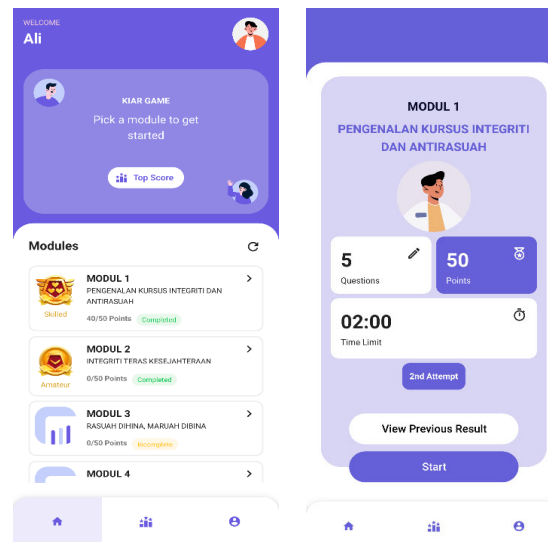 WELCOME
Ali
KIAR GAME
Pick a module to get
started
Top Score
Modules
MODUL 1
PENGENALAN KURSUS INTEGRITI DAN
ANTIRASUAH
Skilled
40/50 Points Completed
MODUL 2
INTEGRITI TERAS KESEJAHTERAAN
Amateur
0/50 Points Completed
MODUL 3
RASUAH DIHINA, MARUAH DIBINA
0/50 Points Incomplete
MODUL 4
MODUL 1
PENGENALAN KURSUS INTEGRITI
DAN ANTIRASUAH
5
Questions
50
Points
02:00
Time Limit
2nd Attempt
View Previous Result
Start